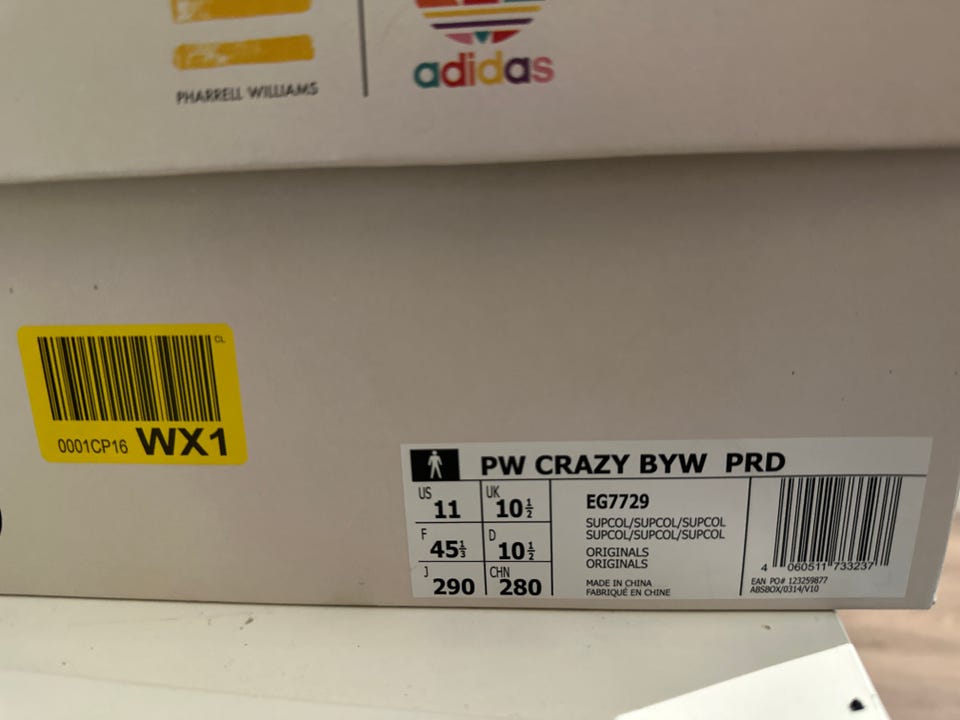 PHARRELL WILLIAMS
adidas
CL
0001CP16 WX1
PW CRAZY BYW PRD
US 11 UK 10½
F 45⅓ D 10½
J 290 CHN 280
EG7729
SUPCOL/SUPCOL/SUPCOL
SUPCOL/SUPCOL/SUPCOL
ORIGINALS
ORIGINALS
MADE IN CHINA
FABRIQUÉ EN CHINE
4 060511 733237
EAN PO# 123259877
ABSBOX/0314/V10